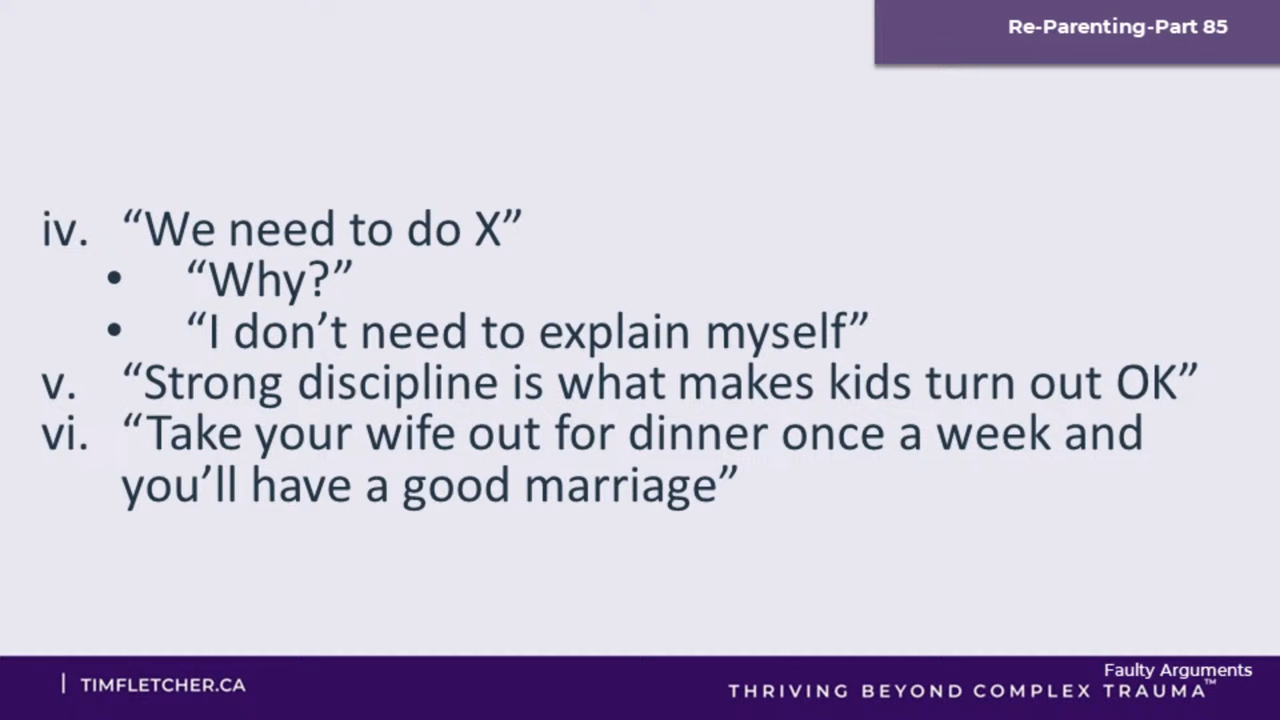 Re-Parenting-Part 85
iv. “We need to do X”
• “Why?”
• “I don’t need to explain myself”
v. “Strong discipline is what makes kids turn out OK”
vi. “Take your wife out for dinner once a week and
you’ll have a good marriage”
| TIMFLETCHER.CA
Faulty Arguments
THRIVING BEYOND COMPLEX TRAUMA™